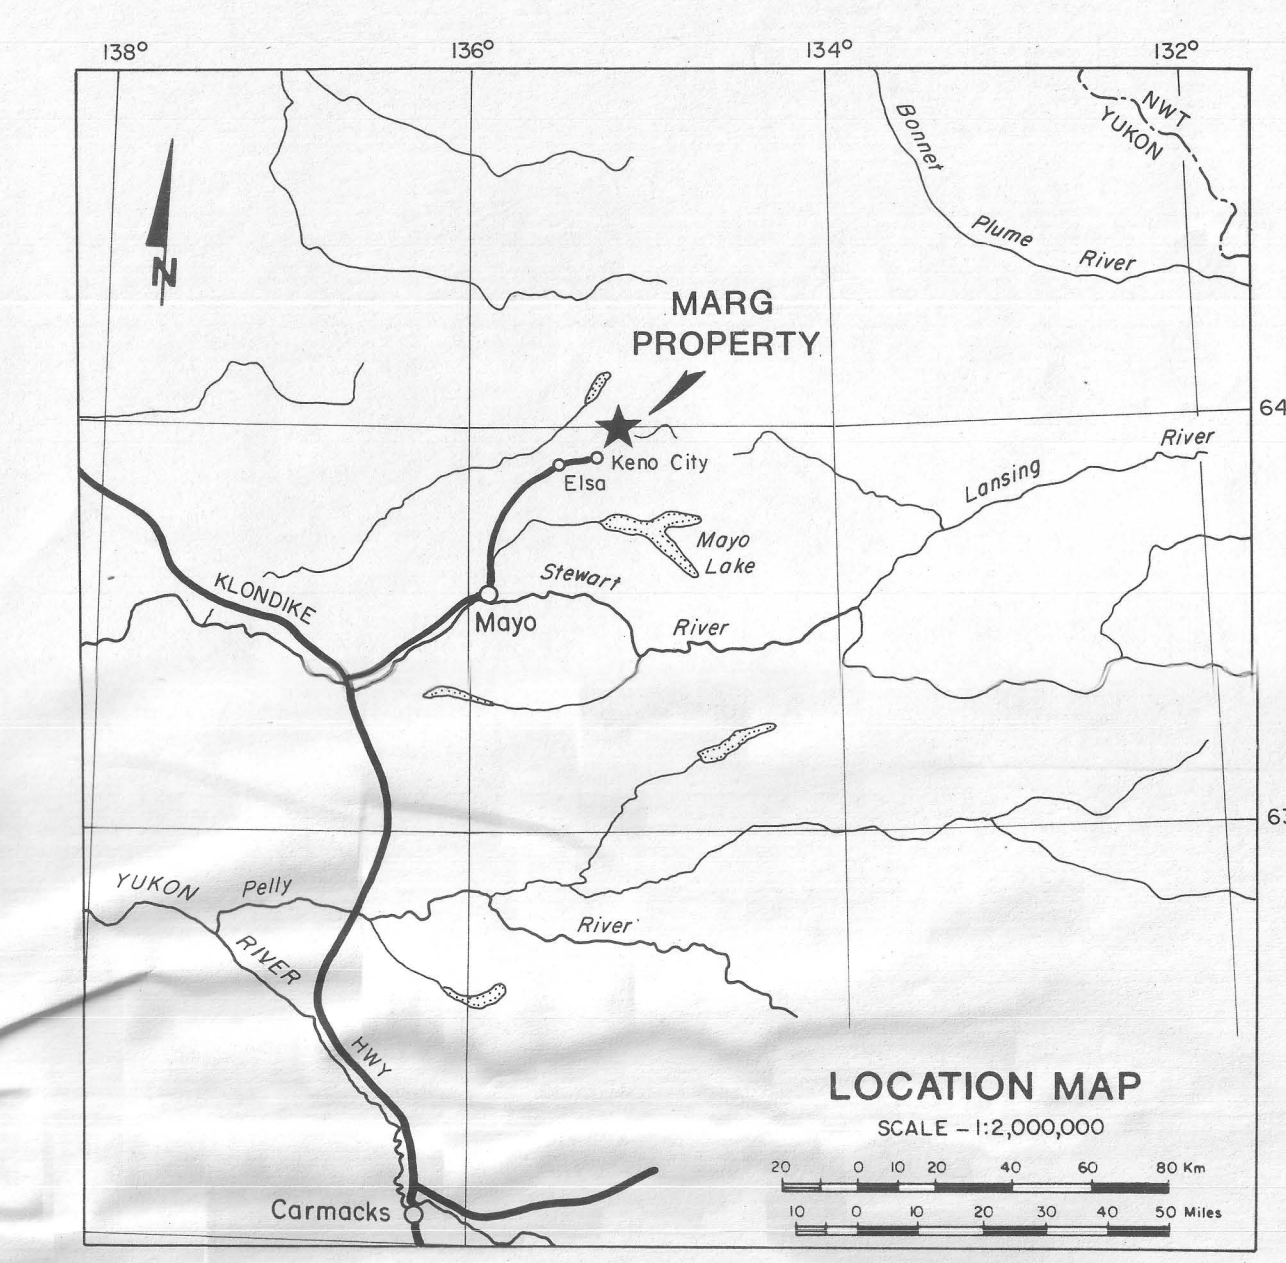 138° 136° 134° 132°
NWT
YUKON
Bonnet
Plume
River
N
MARG
PROPERTY
64
River
Lansing
Keno City
Elsa
Mayo
Lake
Stewart
River
KLONDIKE
Mayo
63
YUKON
Pelly
RIVER
River
HWY
LOCATION MAP
SCALE – 1:2,000,000
20 0 10 20 40 60 80 Km
10 0 10 20 30 40 50 Miles
Carmacks